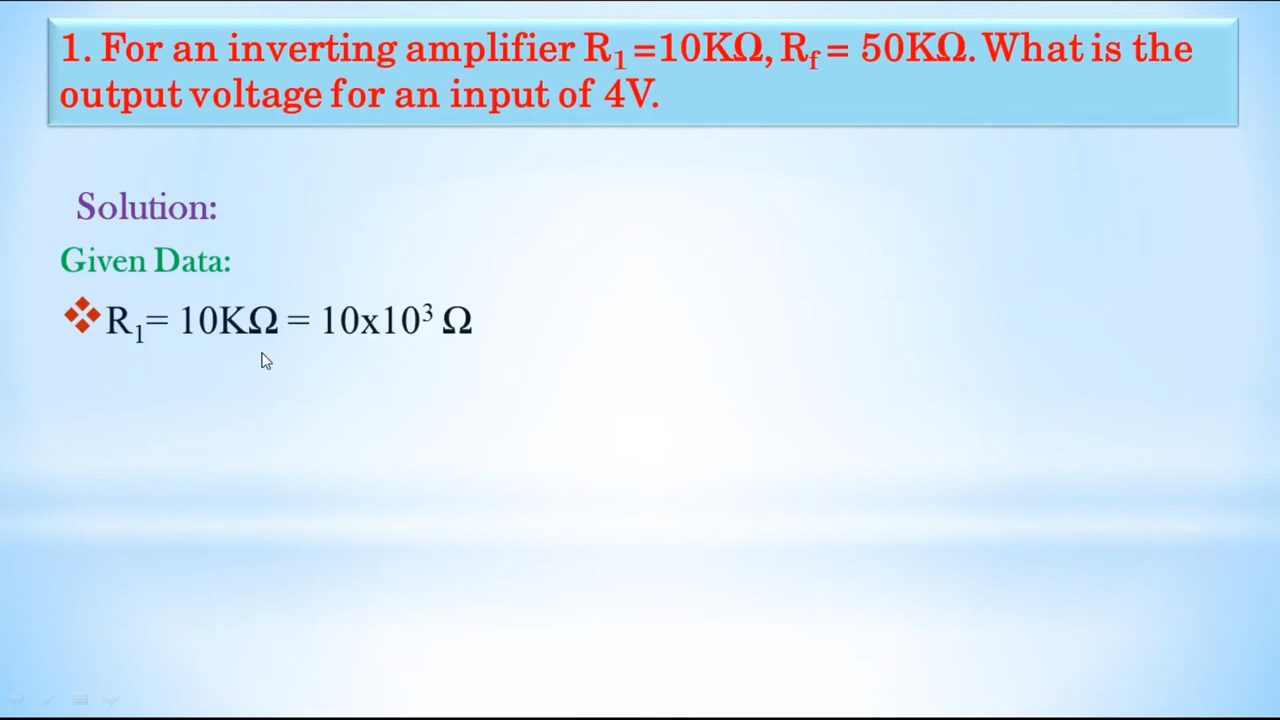 1. For an inverting amplifier R₁=10KΩ, Rf = 50KΩ. What is the
output voltage for an input of 4V.
Solution:
Given Data:
R₁= 10KΩ = 10x10³ Ω